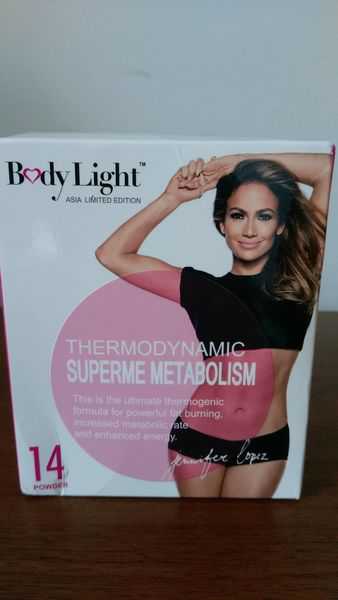 Body Light™
ASIA LIMITED EDITION
THERMODYNAMIC
SUPERME METABOLISM
This is the ultimate thermogenic
formula for powerful fat burning,
increased metabolic rate
and enhanced energy.
14
POWDER
jennifer lopez